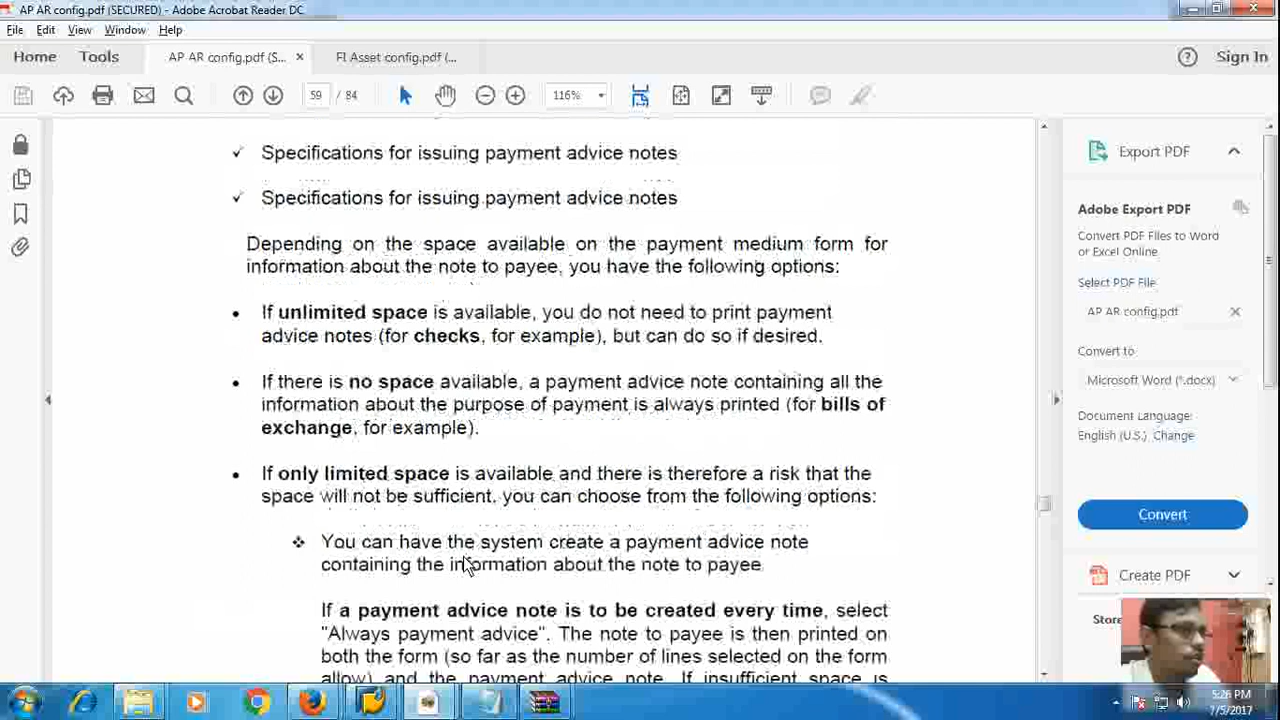 AP AR config.pdf (SECURED) - Adobe Acrobat Reader DC
File Edit View Window Help
Home Tools AP AR config.pdf (S... × FI Asset config.pdf (... Sign In
59 / 84 116%
✓ Specifications for issuing payment advice notes
✓ Specifications for issuing payment advice notes
Depending on the space available on the payment medium form for
information about the note to payee, you have the following options:
• If unlimited space is available, you do not need to print payment
advice notes (for checks, for example), but can do so if desired.
• If there is no space available, a payment advice note containing all the
information about the purpose of payment is always printed (for bills of
exchange, for example).
• If only limited space is available and there is therefore a risk that the
space will not be sufficient, you can choose from the following options:
❖ You can have the system create a payment advice note
containing the information about the note to payee
If a payment advice note is to be created every time, select
"Always payment advice". The note to payee is then printed on
both the form (so far as the number of lines selected on the form
allow) and the payment advice note. If insufficient space is
Export PDF
Adobe Export PDF
Convert PDF Files to Word
or Excel Online
Select PDF File
AP AR config.pdf ×
Convert to
Microsoft Word (*.docx)
Document Language:
English (U.S.) Change
Convert
Create PDF
Store
5:26 PM
7/5/2017